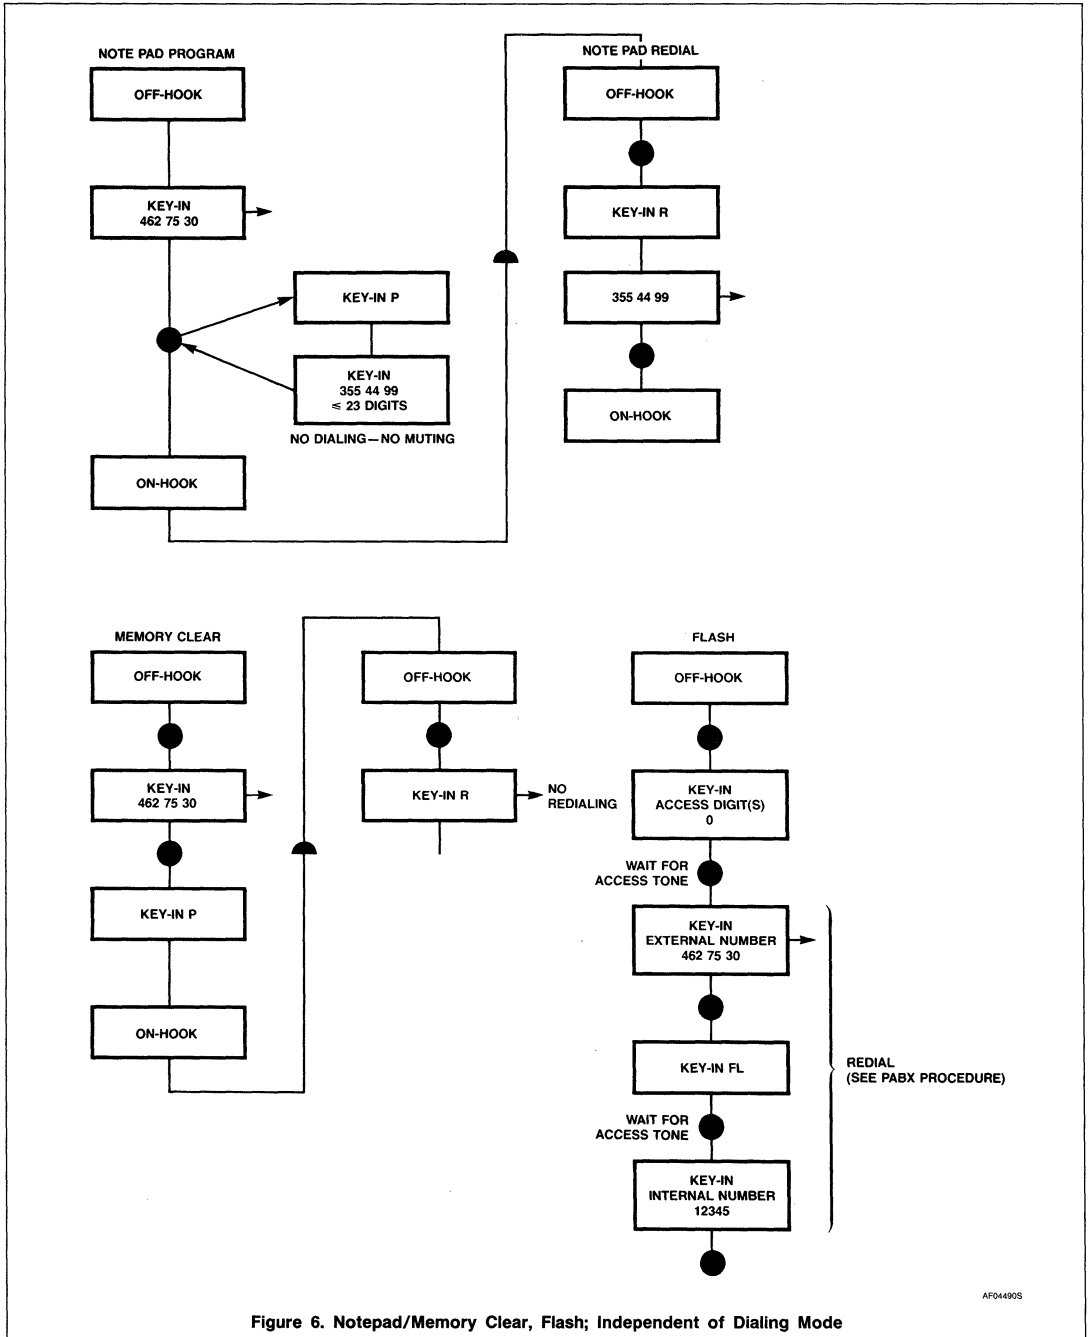 NOTE PAD PROGRAM
OFF-HOOK
KEY-IN
462 75 30
KEY-IN P
KEY-IN
355 44 99
≤ 23 DIGITS
NO DIALING—NO MUTING
ON-HOOK
NOTE PAD REDIAL
OFF-HOOK
KEY-IN R
355 44 99
ON-HOOK
MEMORY CLEAR
OFF-HOOK
KEY-IN
462 75 30
KEY-IN P
ON-HOOK
OFF-HOOK
KEY-IN R
NO
REDIALING
FLASH
OFF-HOOK
KEY-IN
ACCESS DIGIT(S)
0
WAIT FOR
ACCESS TONE
KEY-IN
EXTERNAL NUMBER
462 75 30
KEY-IN FL
WAIT FOR
ACCESS TONE
KEY-IN
INTERNAL NUMBER
12345
REDIAL
(SEE PABX PROCEDURE)
AF04490S
Figure 6. Notepad/Memory Clear, Flash; Independent of Dialing Mode